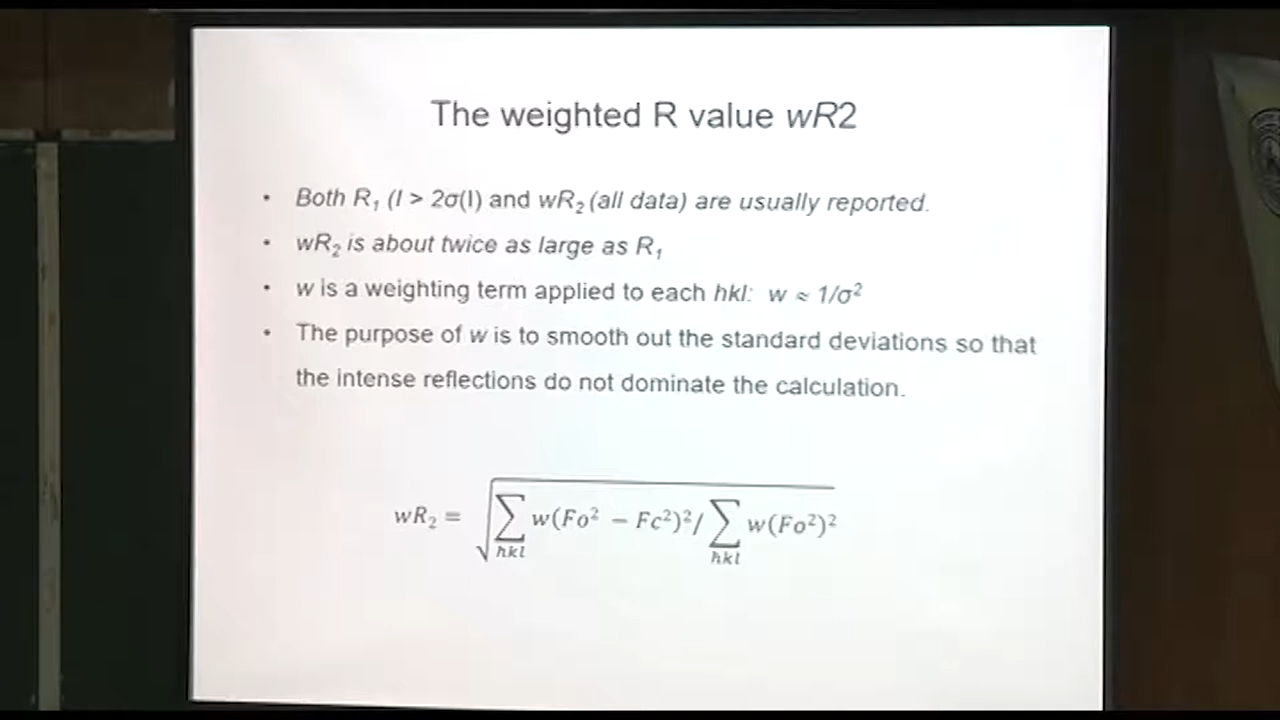 The weighted R value wR2
• Both R₁ (I > 2σ(I) and wR₂ (all data) are usually reported.
• wR₂ is about twice as large as R₁
• w is a weighting term applied to each hkl: w ≈ 1/σ²
• The purpose of w is to smooth out the standard deviations so that
the intense reflections do not dominate the calculation.
wR₂ = √(∑hkl w(Fo² − Fc²)²/ ∑hkl w(Fo²)²)